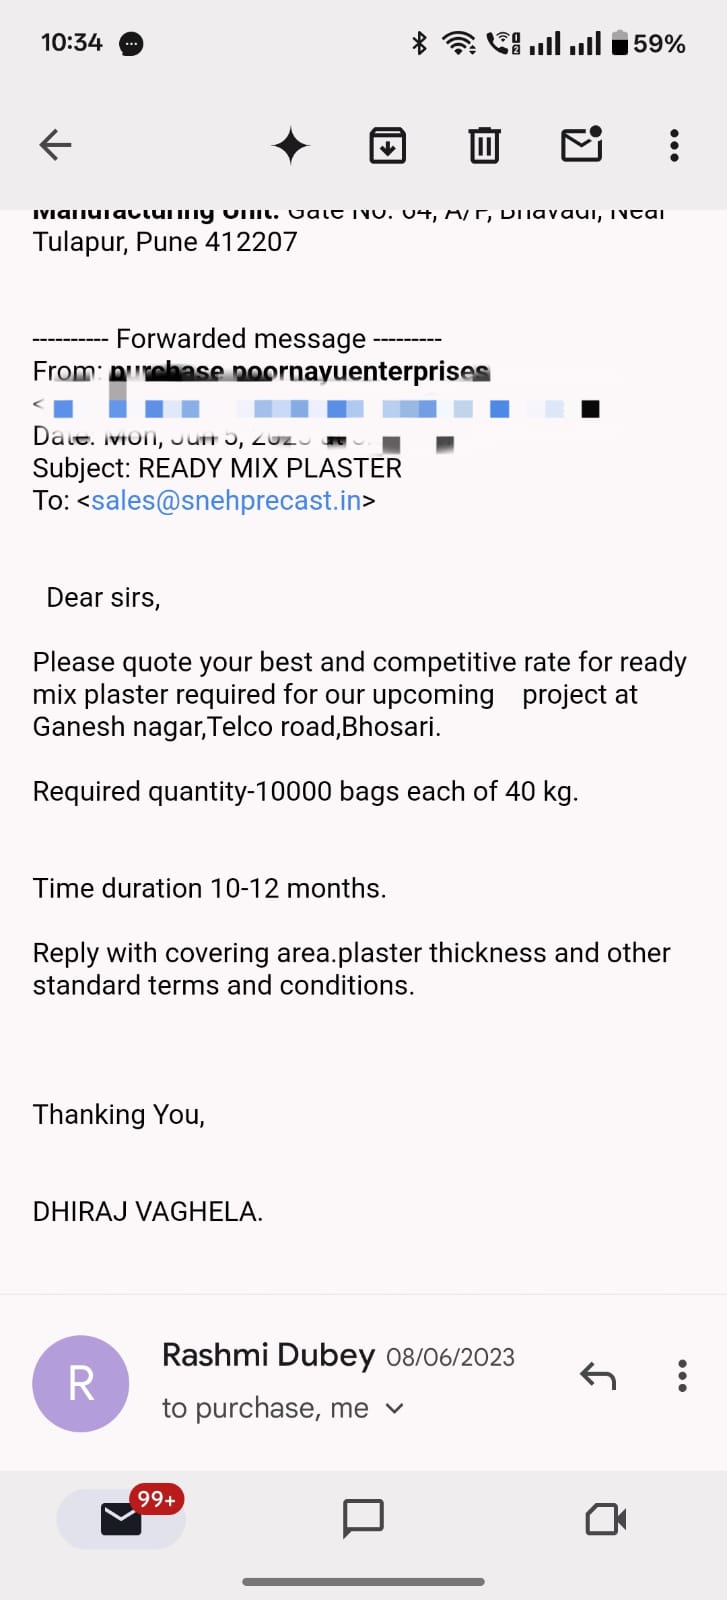 10:34
59%
Manufacturing Unit: Gate No. 64, A/P, Bhavadi, Near
Tulapur, Pune 412207
---------- Forwarded message ---------
From: purchase poornayuenterprises
<
Date: Mon, Jun 5, 2023 at
Subject: READY MIX PLASTER
To: <sales@snehprecast.in>
Dear sirs,
Please quote your best and competitive rate for ready
mix plaster required for our upcoming project at
Ganesh nagar,Telco road,Bhosari.
Required quantity-10000 bags each of 40 kg.
Time duration 10-12 months.
Reply with covering area.plaster thickness and other
standard terms and conditions.
Thanking You,
DHIRAJ VAGHELA.
R
Rashmi Dubey 08/06/2023
to purchase, me
99+